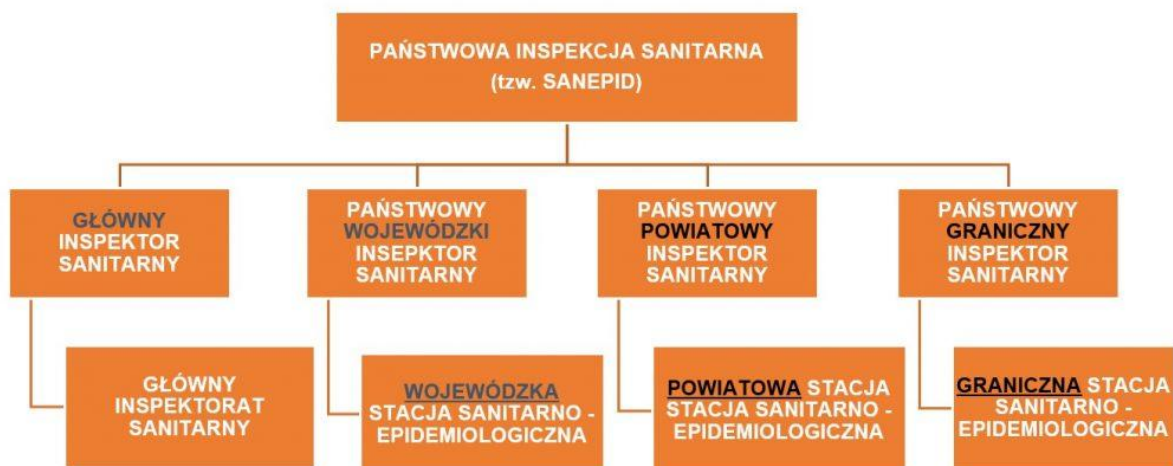 PAŃSTWOWA INSPEKCJA SANITARNA
(tzw. SANEPID)
GŁÓWNY
INSPEKTOR
SANITARNY
PAŃSTWOWY
WOJEWÓDZKI
INSEPKTOR
SANITARNY
PAŃSTWOWY
POWIATOWY
INSPEKTOR
SANITARNY
PAŃSTWOWY
GRANICZNY
INSPEKTOR
SANITARNY
GŁÓWNY
INSPEKTORAT
SANITARNY
WOJEWÓDZKA
STACJA SANITARNO -
EPIDEMIOLOGICZNA
POWIATOWA STACJA
STACJA SANITARNO -
EPIDEMIOLOGICZNA
GRANICZNA STACJA
SANITARNO -
EPIDEMIOLOGICZNA